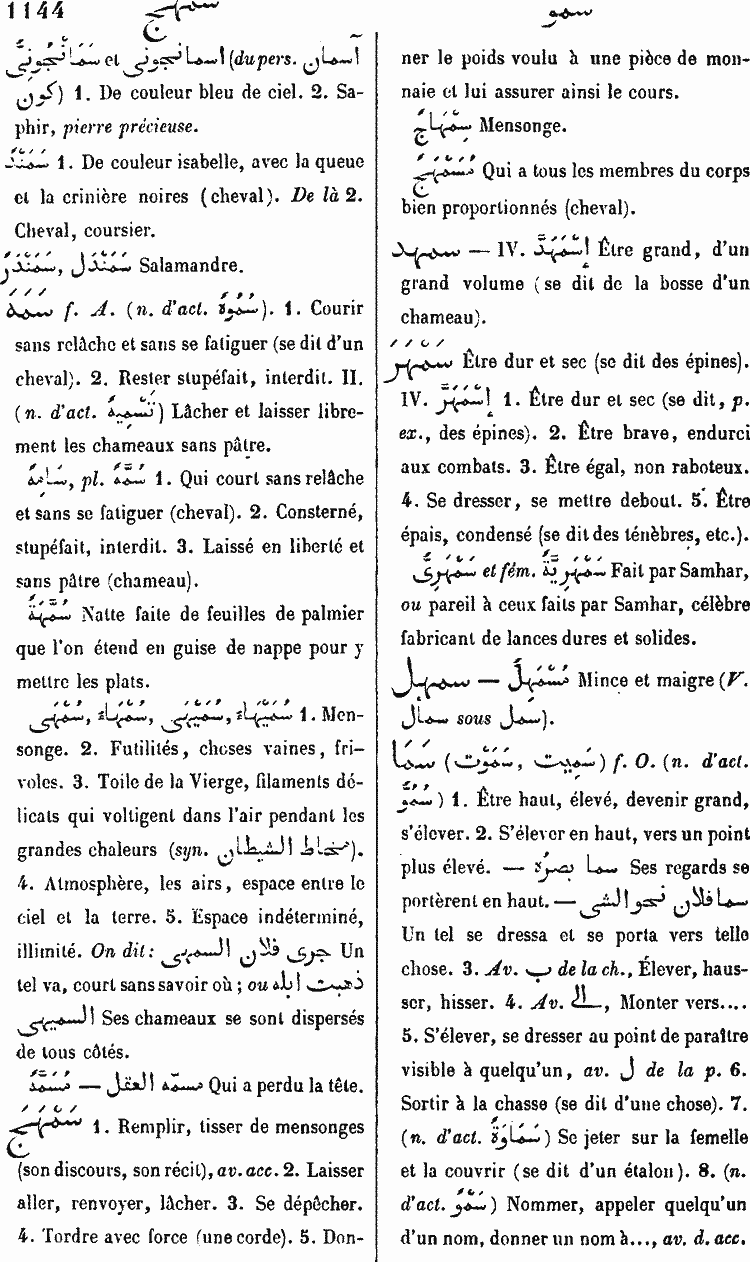 1144 سمهج سمو
سَمَانْجُونِىٌّ et اسمانجونى (du pers. آسمان
كون) 1. De couleur bleu de ciel. 2. Sa-
phir, pierre précieuse.
سَمَنْدٌ 1. De couleur isabelle, avec la queue
et la crinière noires (cheval). De là 2.
Cheval, coursier.
سَمَنْدَرٌ, سَمَنْدَلٌ Salamandre.
سَمَهَ f. A. (n. d'act. سُمُوهٌ). 1. Courir
sans relâche et sans se fatiguer (se dit d'un
cheval). 2. Rester stupéfait, interdit. II.
(n. d'act. تَسْمِيهٌ) Lâcher et laisser libre-
ment les chameaux sans pâtre.
سَامِهٌ, pl. سُمَّهٌ 1. Qui court sans relâche
et sans se fatiguer (cheval). 2. Consterné,
stupéfait, interdit. 3. Laissé en liberté et
sans pâtre (chameau).
سُمَّهَةٌ Natte faite de feuilles de palmier
que l'on étend en guise de nappe pour y
mettre les plats.
سُمَّهَى, سُمَّهَاءُ, سُمَّيْهَى, سُمَّيْهَاءُ 1. Men-
songe. 2. Futilités, choses vaines, fri-
voles. 3. Toile de la Vierge, filaments dé-
licats qui voltigent dans l'air pendant les
grandes chaleurs (syn. مخاط الشيطان).
4. Atmosphère, les airs, espace entre le
ciel et la terre. 5. Espace indéterminé,
illimité. On dit: جرى فلان السمهى Un
tel va, court sans savoir où; ou ذهبت ابله
السميهى Ses chameaux se sont dispersés
de tous côtés.
مُسَمَّهٌ — مسمّه العقل Qui a perdu la tête.
سَمْهَجَ 1. Remplir, tisser de mensonges
(son discours, son récit), av. acc. 2. Laisser
aller, renvoyer, lâcher. 3. Se dépêcher.
4. Tordre avec force (une corde). 5. Don-
ner le poids voulu à une pièce de mon-
naie et lui assurer ainsi le cours.
سِمْهَاجٌ Mensonge.
مُسَمْهَجٌ Qui a tous les membres du corps
bien proportionnés (cheval).
سمهد — IV. إِسْمَهَدَّ Être grand, d'un
grand volume (se dit de la bosse d'un
chameau).
سَمْهَرَ Être dur et sec (se dit des épines).
IV. إِسْمَهَرَّ 1. Être dur et sec (se dit, p.
ex., des épines). 2. Être brave, endurci
aux combats. 3. Être égal, non raboteux.
4. Se dresser, se mettre debout. 5. Être
épais, condensé (se dit des ténèbres, etc.).
سَمْهَرِىٌّ et fém. سَمْهَرِيَّةٌ Fait par Samhar,
ou pareil à ceux faits par Samhar, célèbre
fabricant de lances dures et solides.
سمهل — مُسْمَهِلٌّ Mince et maigre (V.
سمأل sous سَمَلَ).
سَمَا (سَمَوْتَ, سَمَيْتَ) f. O. (n. d'act.
سُمُوٌّ) 1. Être haut, élevé, devenir grand,
s'élever. 2. S'élever en haut, vers un point
plus élevé. — سما بصرُه Ses regards se
portèrent en haut. — سما فلان نحو الشى
Un tel se dressa et se porta vers telle
chose. 3. Av. ب de la ch., Élever, haus-
ser, hisser. 4. Av. الى, Monter vers....
5. S'élever, se dresser au point de paraître
visible à quelqu'un, av. ل de la p. 6.
Sortir à la chasse (se dit d'une chose). 7.
(n. d'act. سَمَاوَةٌ) Se jeter sur la femelle
et la couvrir (se dit d'un étalon). 8. (n.
d'act. سُمُوٌّ) Nommer, appeler quelqu'un
d'un nom, donner un nom à..., av. d. acc.